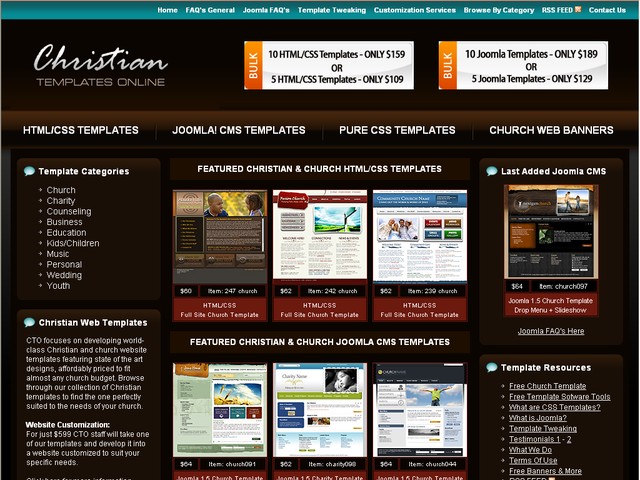 Home FAQ's General Joomla FAQ's Template Tweaking Customization Services Browse By Category RSS FEED Contact Us
Christian
TEMPLATES ONLINE
BULK
10 HTML/CSS Templates - ONLY $159
OR
5 HTML/CSS Templates - ONLY $109
BULK
10 Joomla Templates - ONLY $189
OR
5 Joomla Templates - ONLY $129
HTML/CSS TEMPLATES JOOMLA! CMS TEMPLATES PURE CSS TEMPLATES CHURCH WEB BANNERS
Template Categories
Church
Charity
Counseling
Business
Education
Kids/Children
Music
Personal
Wedding
Youth
Christian Web Templates
CTO focuses on developing world-
class Christian and church website
templates featuring state of the art
designs, affordably priced to fit
almost any church budget. Browse
through our collection of Christian
templates to find the one perfectly
suited to the needs of your church.
Website Customization:
For just $599 CTO staff will take one
of our templates and develop it into
a website customized to suit your
specific needs.
FEATURED CHRISTIAN & CHURCH HTML/CSS TEMPLATES
$60 Item: 247 church
HTML/CSS
Full Site Church Template
Forium Church
$62 Item: 242 church
HTML/CSS
Full Site Church Template
COMMUNITY CHURCH NAME
$62 Item: 239 church
HTML/CSS
Full Site Church Template
FEATURED CHRISTIAN & CHURCH JOOMLA CMS TEMPLATES
$64 Item: church091
Joomla 1.5 Church Template
Charity Name
$62 Item: charity098
Joomla 1.5 Charity Template
$64 Item: church044
Joomla 1.5 Church Template
Last Added Joomla CMS
$64 Item: church097
Joomla 1.5 Church Template
Drop Menu + Slideshow
Joomla FAQ's Here
Template Resources
Free Church Template
Free Template Sotware Tools
What are CSS Templates?
What is Joomla?
Template Tweaking
Testimonials 1 - 2
What We Do
Terms Of Use
Free Banners & More
RSS FEED